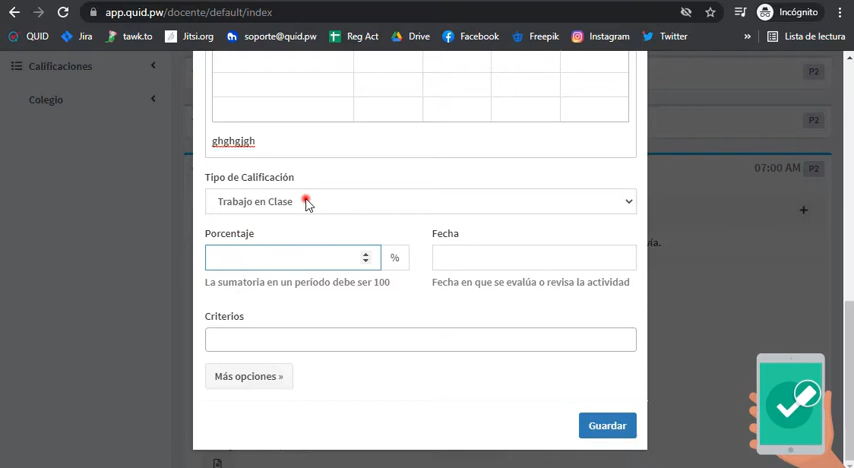 app.quid.pw/docente/default/index
Incógnito
QUID
Jira
tawk.to
Jitsi.org
soporte@quid.pw
Reg Act
Drive
Facebook
Freepik
Instagram
Twitter
»
Lista de lectura
Calificaciones
Colegio
P2
P2
07:00 AM P2
ghghgjgh
Tipo de Calificación
Trabajo en Clase
Porcentaje
Fecha
%
La sumatoria en un período debe ser 100
Fecha en que se evalúa o revisa la actividad
Criterios
Más opciones »
Guardar